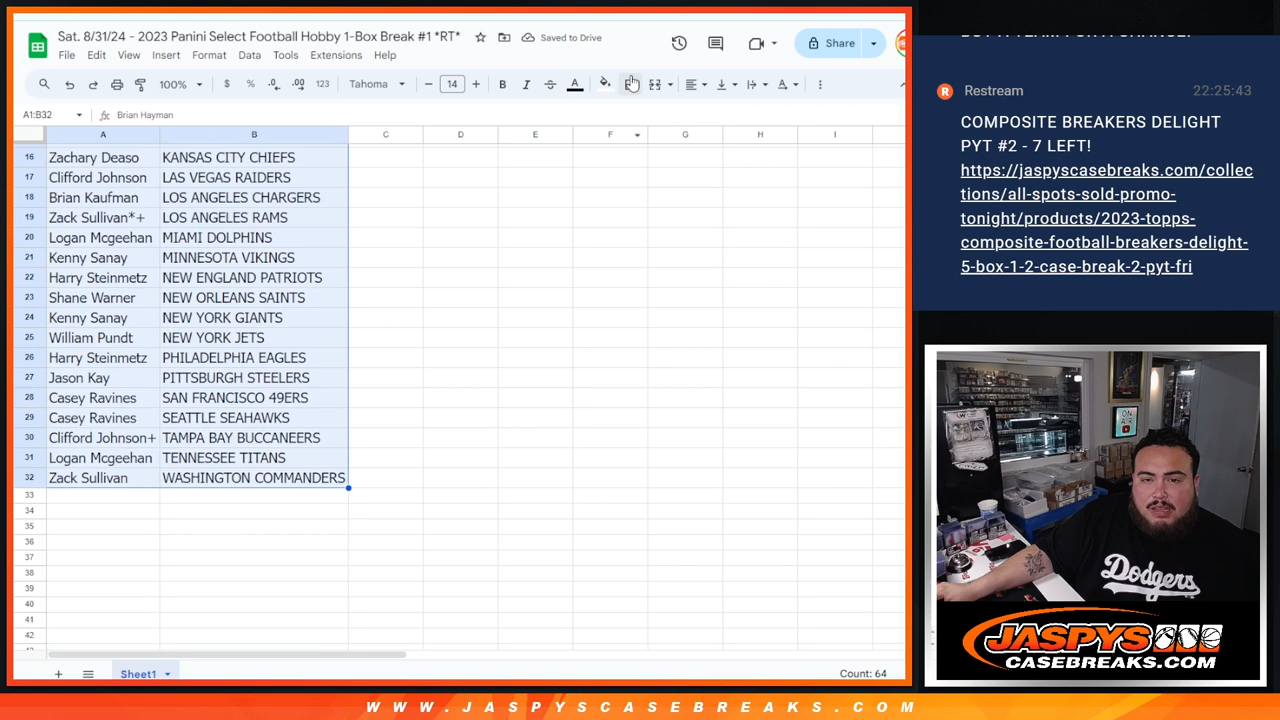 Sat. 8/31/24 - 2023 Panini Select Football Hobby 1-Box Break #1 *RT*
Saved to Drive
Share
File Edit View Insert Format Data Tools Extensions Help
100% $ % .0 .00 123 Tahoma 14 B I A
A1:B32 fx Brian Hayman
A B C D E F G H I
16 Zachary Deaso KANSAS CITY CHIEFS
17 Clifford Johnson LAS VEGAS RAIDERS
18 Brian Kaufman LOS ANGELES CHARGERS
19 Zack Sullivan*+ LOS ANGELES RAMS
20 Logan Mcgeehan MIAMI DOLPHINS
21 Kenny Sanay MINNESOTA VIKINGS
22 Harry Steinmetz NEW ENGLAND PATRIOTS
23 Shane Warner NEW ORLEANS SAINTS
24 Kenny Sanay NEW YORK GIANTS
25 William Pundt NEW YORK JETS
26 Harry Steinmetz PHILADELPHIA EAGLES
27 Jason Kay PITTSBURGH STEELERS
28 Casey Ravines SAN FRANCISCO 49ERS
29 Casey Ravines SEATTLE SEAHAWKS
30 Clifford Johnson+ TAMPA BAY BUCCANEERS
31 Logan Mcgeehan TENNESSEE TITANS
32 Zack Sullivan WASHINGTON COMMANDERS
33
34
35
36
37
38
39
40
41
42
Sheet1
Count: 64
Restream 22:25:43
COMPOSITE BREAKERS DELIGHT
PYT #2 - 7 LEFT!
https://jaspyscasebreaks.com/collec
tions/all-spots-sold-promo-
tonight/products/2023-topps-
composite-football-breakers-delight-
5-box-1-2-case-break-2-pyt-fri
ON
AIR
Dodgers
JASPYS
CASEBREAKS.COM
WWW.JASPYSCASEBREAKS.COM